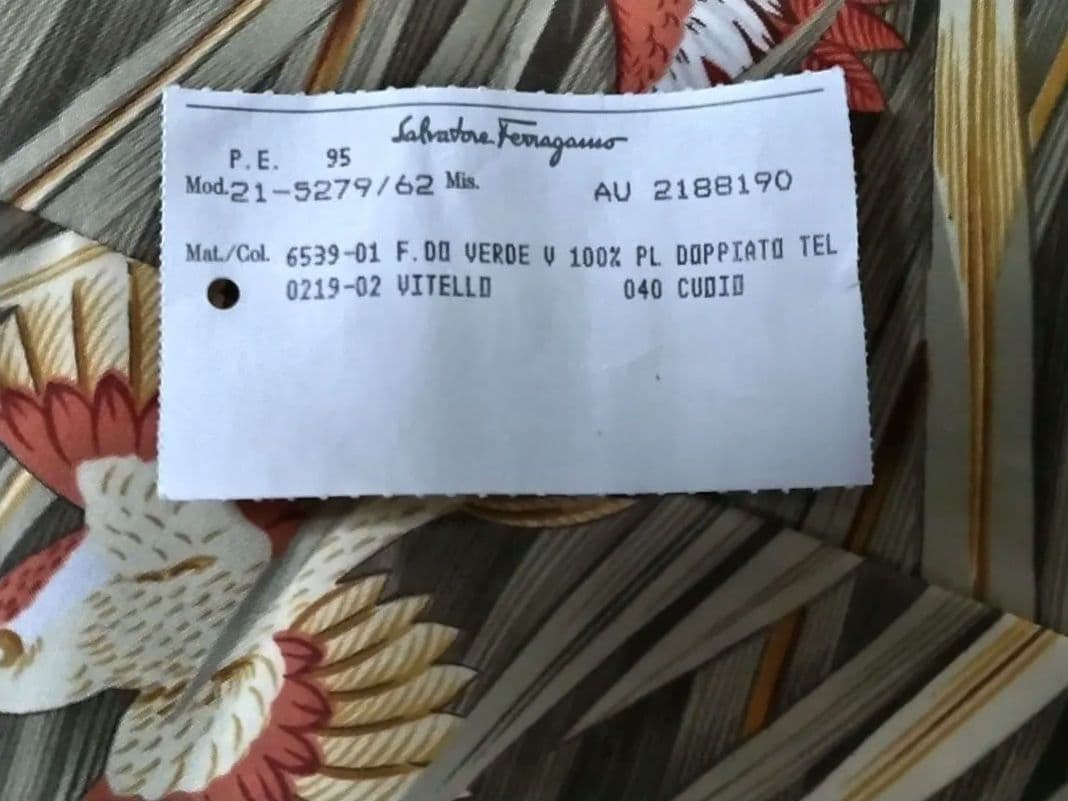 Salvatore Ferragamo
P.E. 95
Mod. 21-5279/62 Mis. AU 2188190
Mat./Col. 6539-01 F.DO VERDE V 100% PL DOPPIATO TEL
0219-02 VITELLO 040 CUOIO